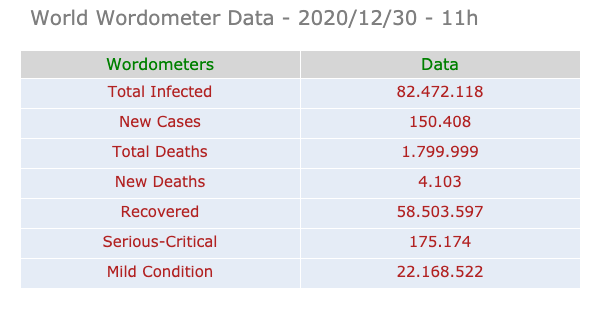 World Wordometer Data - 2020/12/30 - 11h
Wordometers Data
Total Infected 82.472.118
New Cases 150.408
Total Deaths 1.799.999
New Deaths 4.103
Recovered 58.503.597
Serious-Critical 175.174
Mild Condition 22.168.522